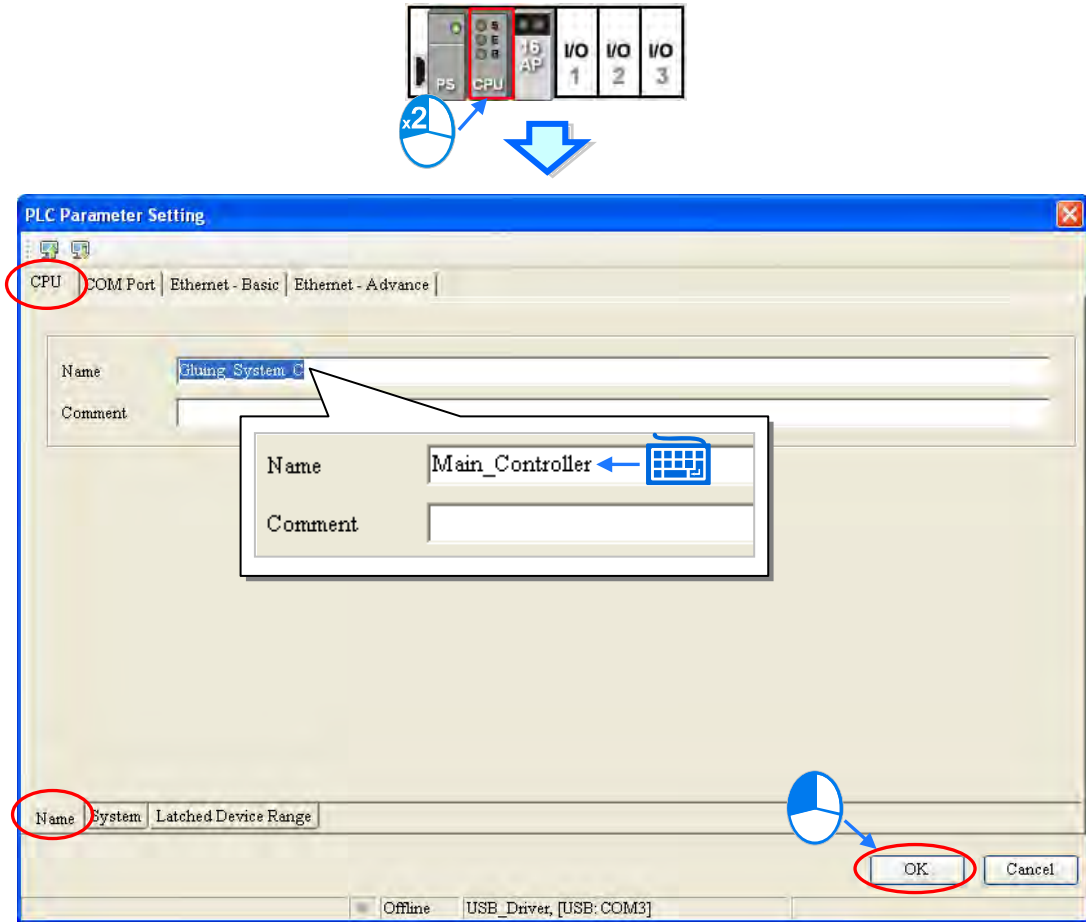 S
E
B
16
AP
I/O
1
I/O
2
I/O
3
PS
CPU
x2
PLC Parameter Setting
CPU COM Port Ethernet - Basic Ethernet - Advance
Name Gluing_System_C
Comment
Name Main_Controller
Comment
Name System Latched Device Range
OK Cancel
Offline USB_Driver, [USB: COM3]